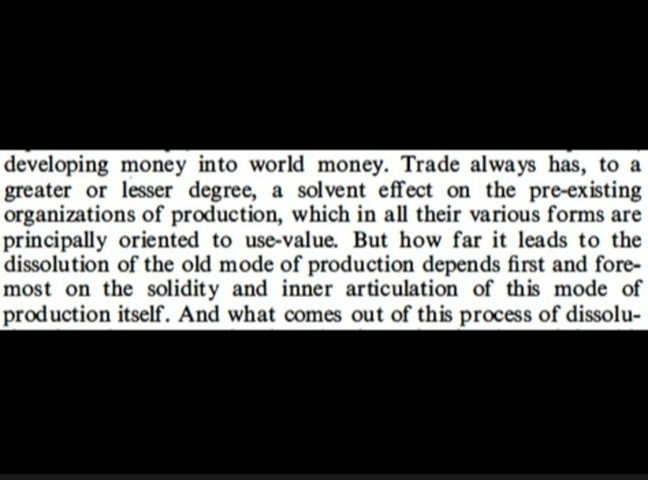 developing money into world money. Trade always has, to a
greater or lesser degree, a solvent effect on the pre-existing
organizations of production, which in all their various forms are
principally oriented to use-value. But how far it leads to the
dissolution of the old mode of production depends first and fore-
most on the solidity and inner articulation of this mode of
production itself. And what comes out of this process of dissolu-